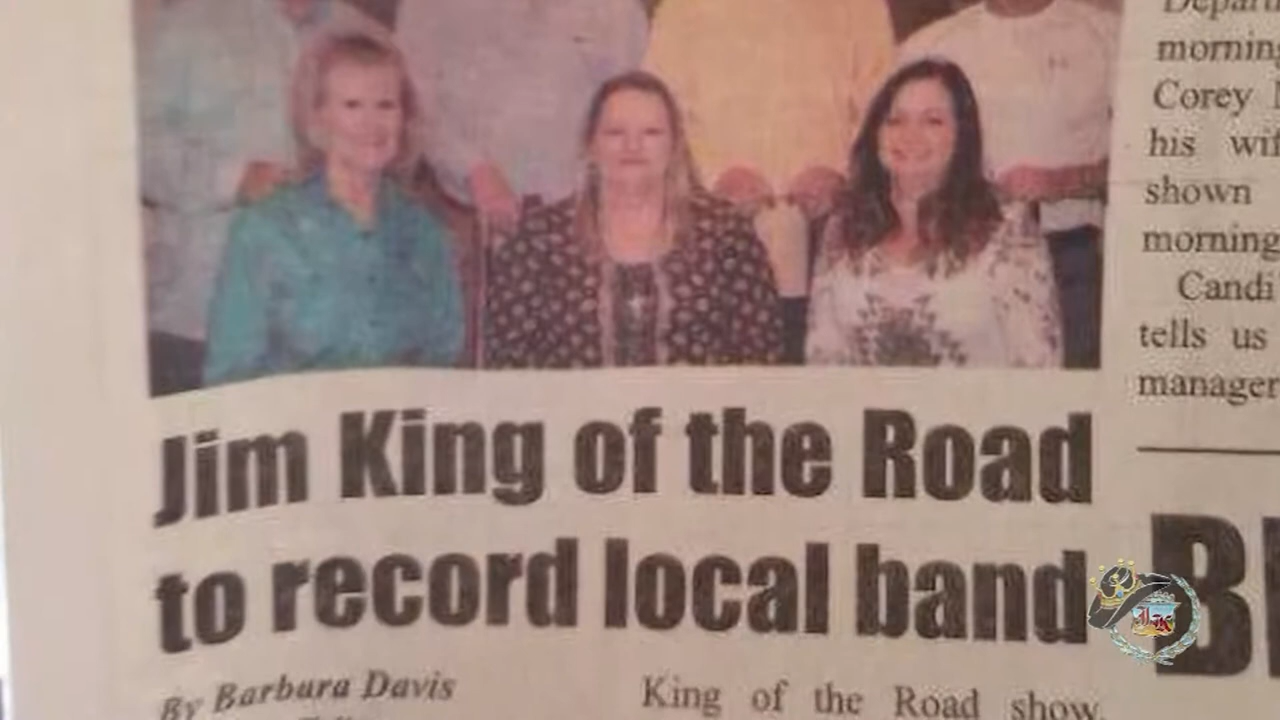 Jim King of the Road
to record local band
By Barbara Davis
King of the Road show
morning
Corey
his
shown
morning
Candi
tells us
manager